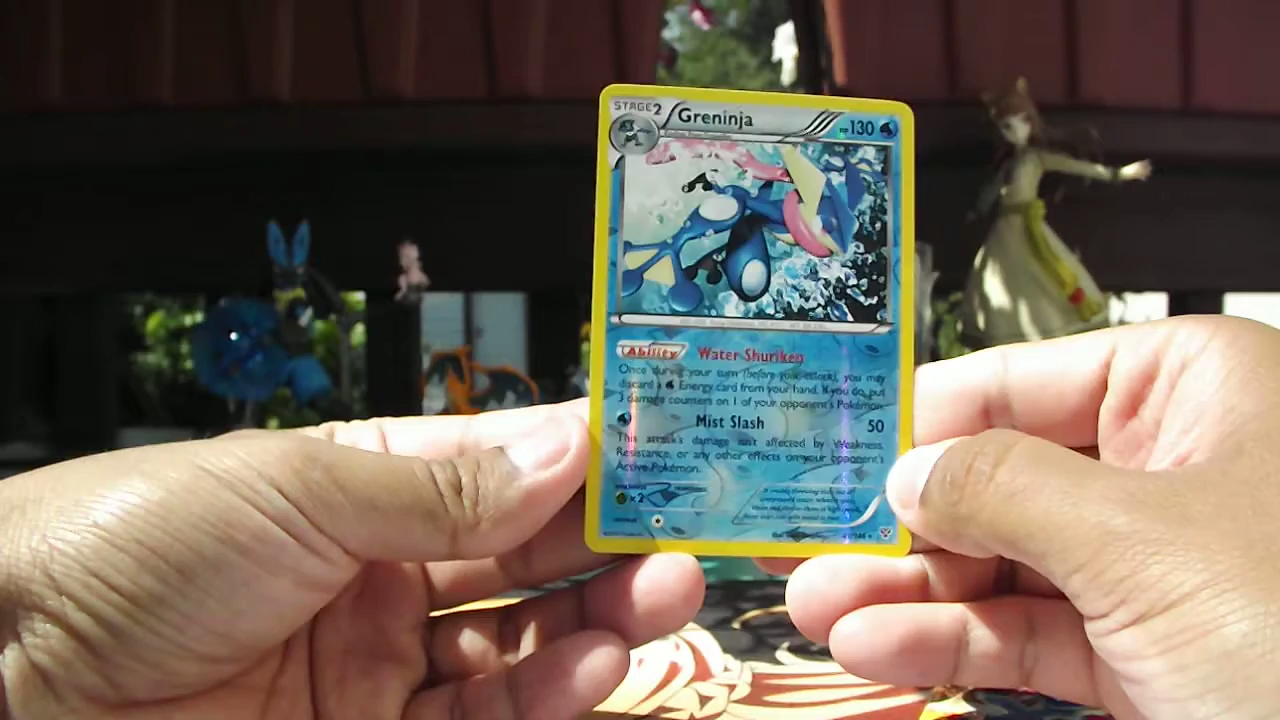 STAGE2 Greninja HP130
Ability Water Shuriken
Once during your turn (before your attack), you may
discard a Energy card from your hand. If you do, put
3 damage counters on 1 of your opponent's Pokémon.
Mist Slash 50
This attack's damage isn't affected by Weakness,
Resistance, or any other effects on your opponent's
Active Pokémon.
×2